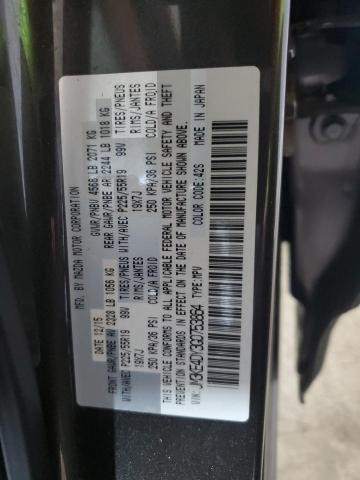 MFD. BY MAZDA MOTOR CORPORATION
DATE 12/15 GVWR/PNBV 4566 LB 2071 KG
FRONT GAWR/PNBE AV 2228 LB 1056 KG REAR GAWR/PNBE AR 2244 LB 1018 KG
WITH/AVEC P225/55R19 99V TIRES/PNEUS WITH/AVEC P225/55R19 99V TIRES/PNEUS
19X7J RIMS/JANTES 19X7J RIMS/JANTES
250 KPA/36 PSI COLD/A FROID 250 KPA/36 PSI COLD/A FROID
THIS VEHICLE CONFORMS TO ALL APPLICABLE FEDERAL MOTOR VEHICLE SAFETY AND THEFT
PREVENTION STANDARDS IN EFFECT ON THE DATE OF MANUFACTURE SHOWN ABOVE.
VIN: TYPE: MPV COLOR CODE: 42S MADE IN JAPAN